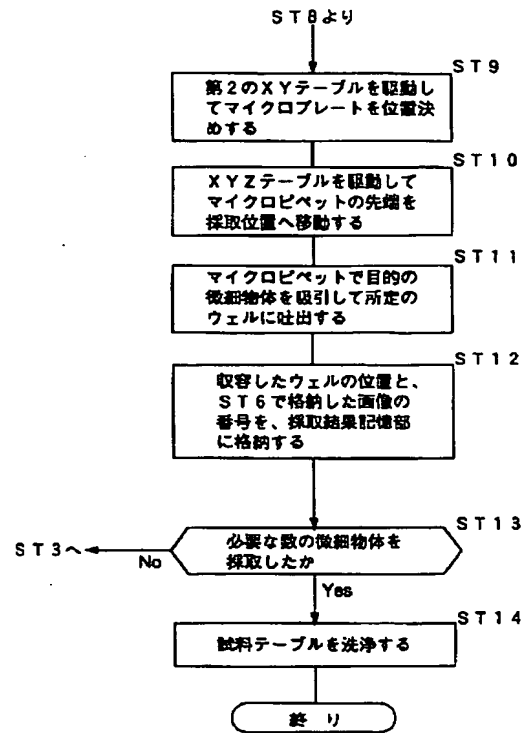 ST8より
ST9
第2のXYテーブルを駆動し
てマイクロプレートを位置決
めする
ST10
XYZテーブルを駆動して
マイクロピペットの先端を
採取位置へ移動する
ST11
マイクロピペットで目的の
微細物体を吸引して所定の
ウェルに吐出する
ST12
収容したウェルの位置と、
ST6で格納した画像の
番号を、採取結果記憶部
に格納する
ST13
必要な数の微細物体を
採取したか
ST3へ
No
Yes
ST14
試料テーブルを洗浄する
終り